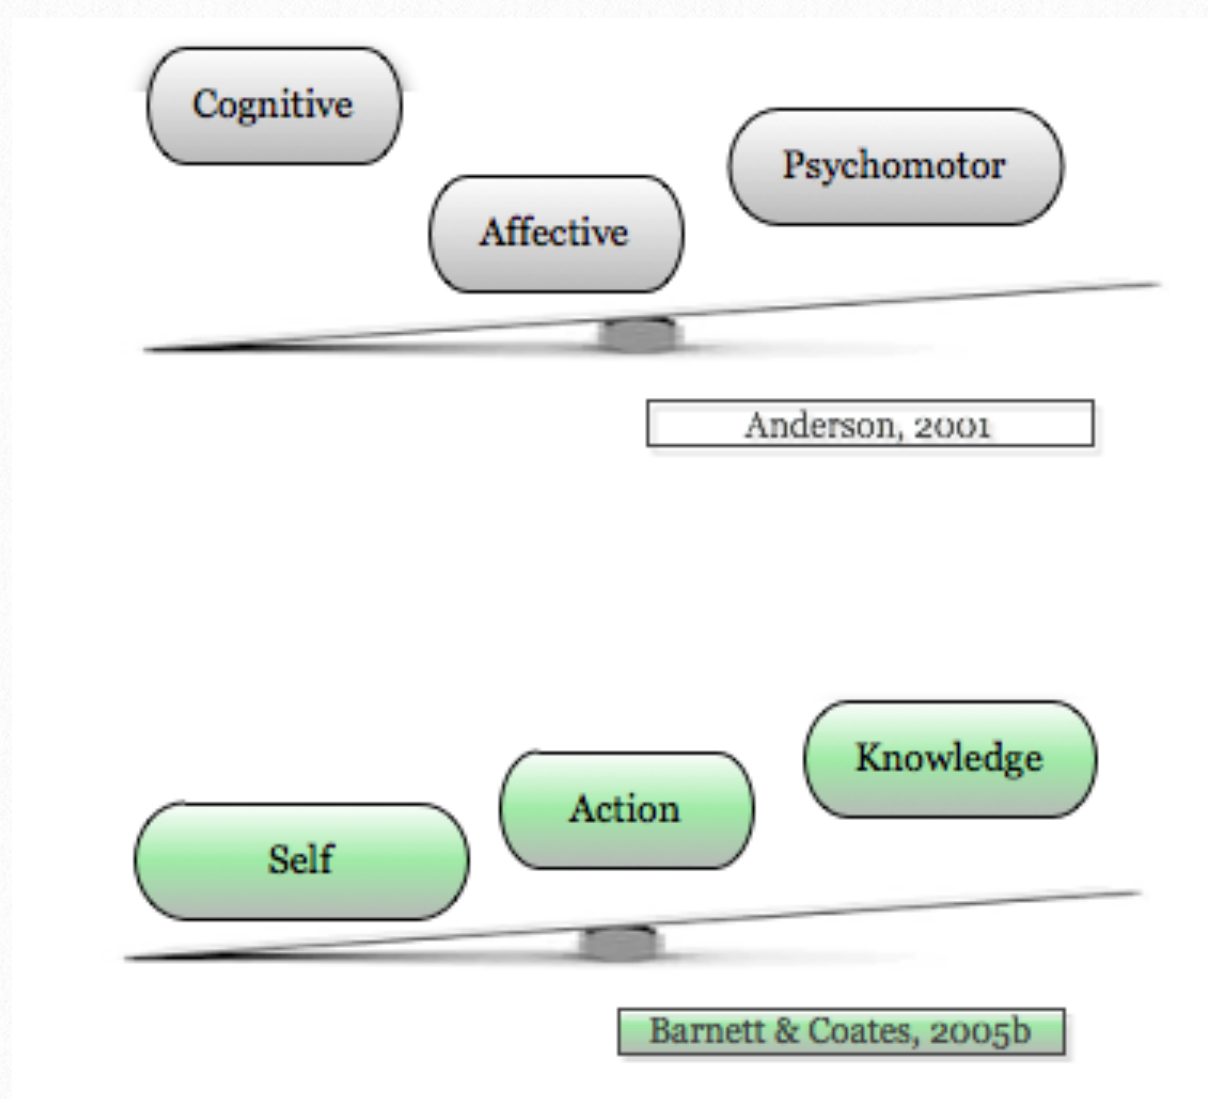 Cognitive
Psychomotor
Affective
Anderson, 2001
Knowledge
Action
Self
Barnett & Coates, 2005b